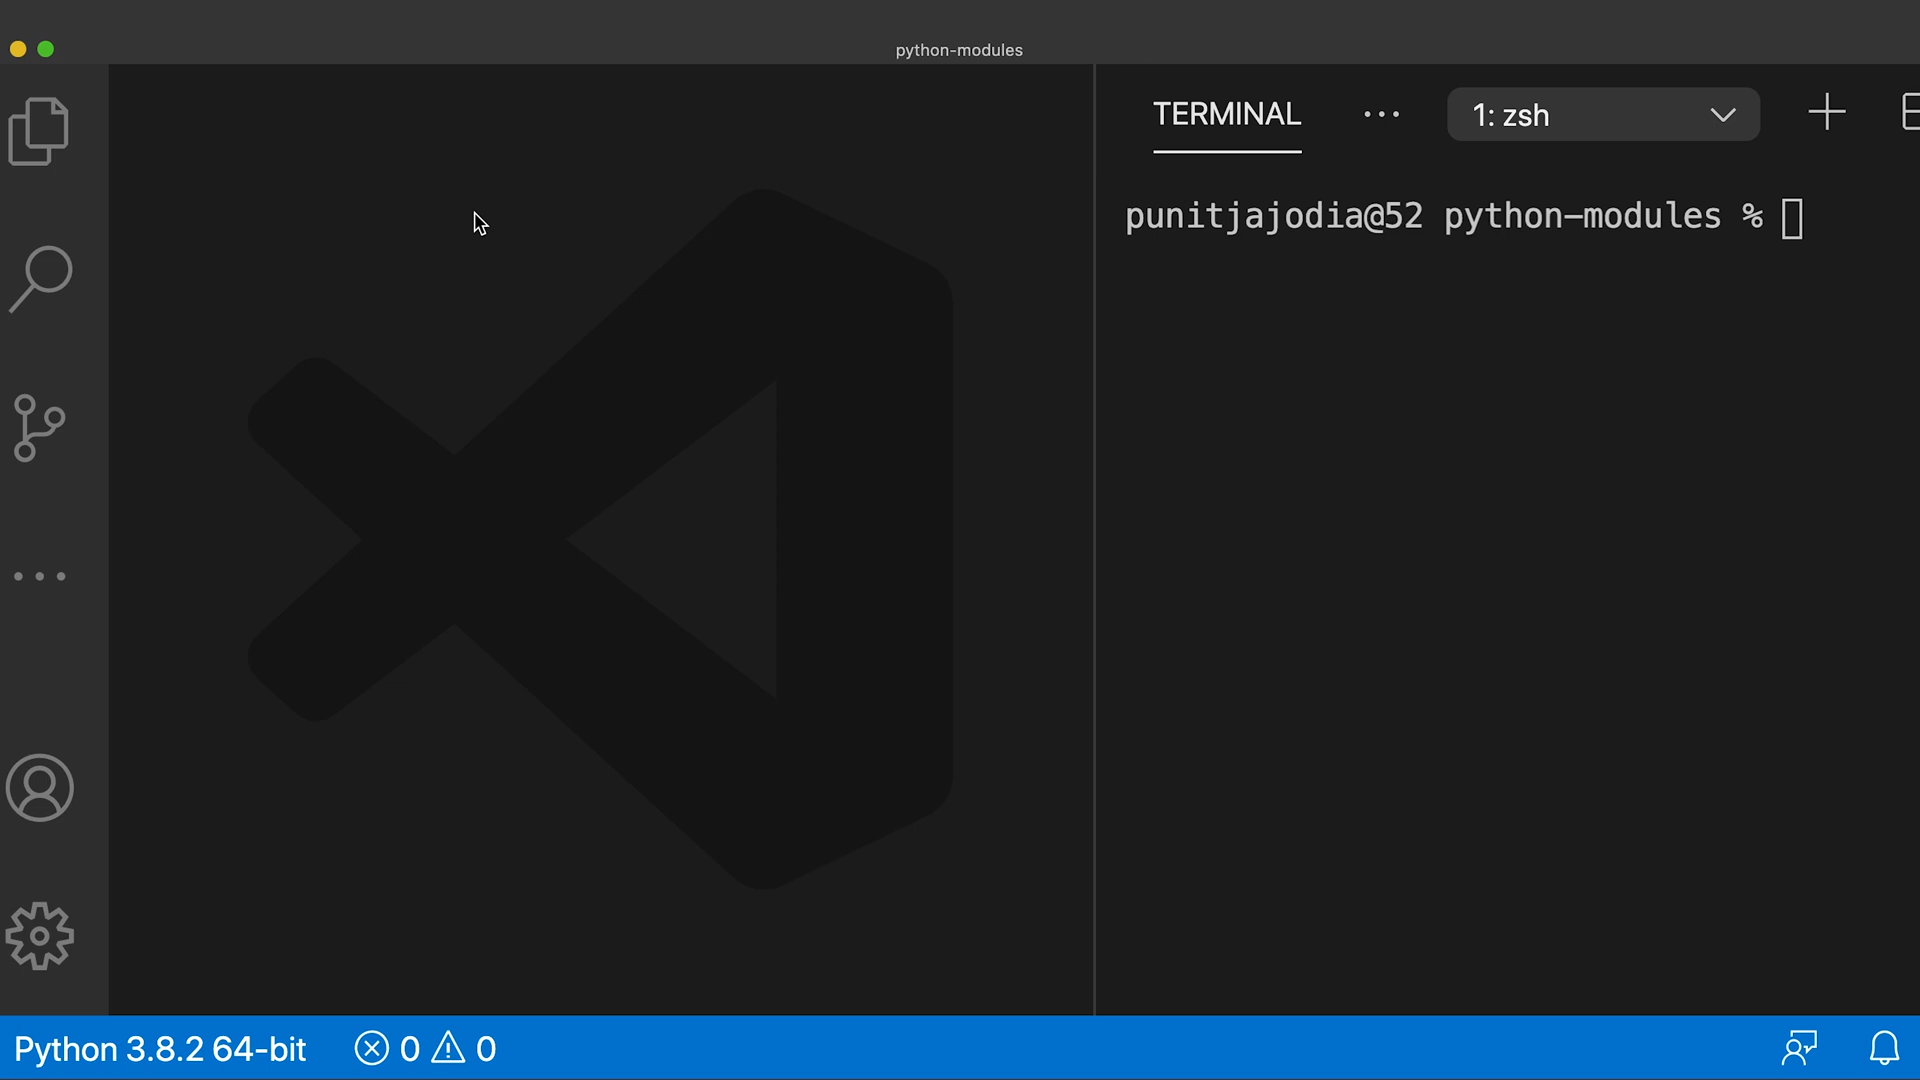 python-modules
TERMINAL
1: zsh
punitjajodia@52 python-modules %
Python 3.8.2 64-bit
0
0